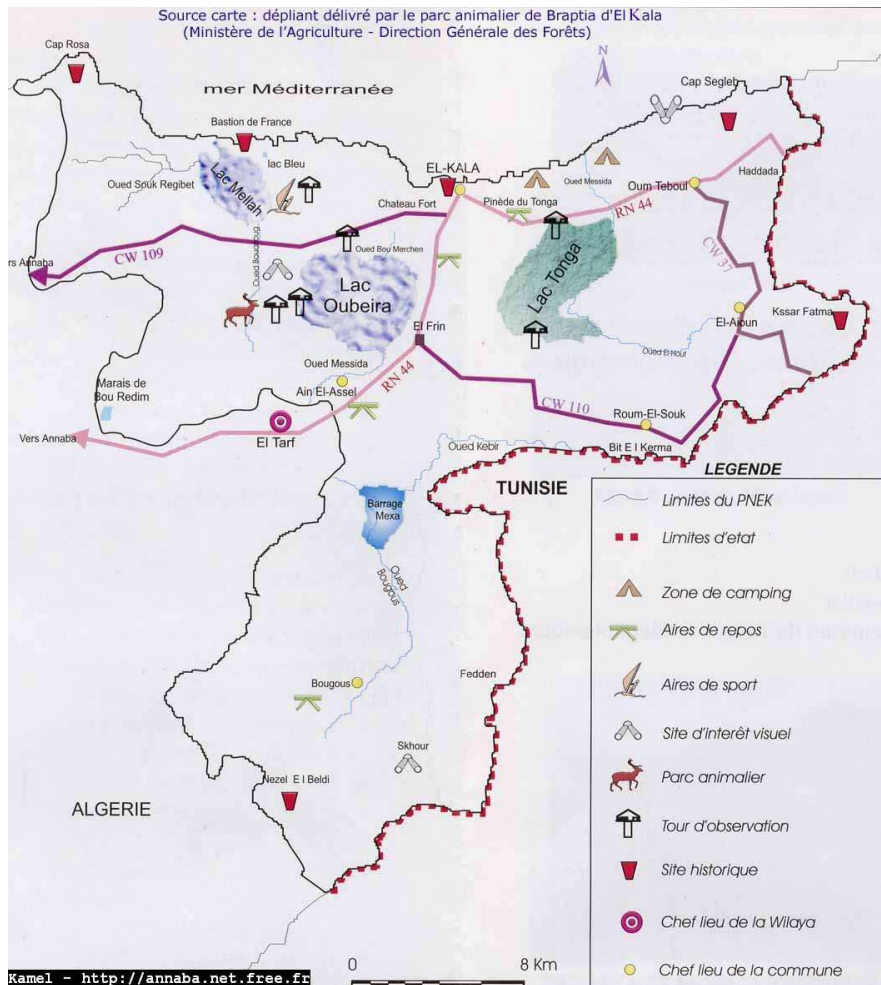 Source carte : dépliant délivré par le parc animalier de Braptia d'El Kala
(Ministère de l'Agriculture - Direction Générale des Forêts)
Cap Rosa
N
Cap Segleb
mer Méditerranée
Bastion de France
lac Bleu
Lac Mellah
Oued Souk Regibet
EL-KALA
Chateau Fort
Pinède du Tonga
Oued Messida
Oum Teboul
Haddada
RN 44
CW 109
Vers Annaba
Oued Bou Merchen
Lac Oubeira
Lac Tonga
CW 37
El-Aioun
Kssar Fatma
Oued El Hout
El Frin
Oued Messida
Ain El-Assel
RN 44
Marais de
Bou Redim
Vers Annaba
El Tarf
CW 110
Roum-El-Souk
Bit E l Kerma
Oued Kebir
TUNISIE
Barrage
Mexa
Oued
Bougous
Bougous
Fedden
Skhour
Nezel E l Beldi
ALGERIE
LEGENDE
Limites du PNEK
Limites d'etat
Zone de camping
Aires de repos
Aires de sport
Site d'interêt visuel
Parc animalier
Tour d'observation
Site historique
Chef lieu de la Wilaya
Chef lieu de la commune
0 8 Km
Kamel - http://annaba.net.free.fr